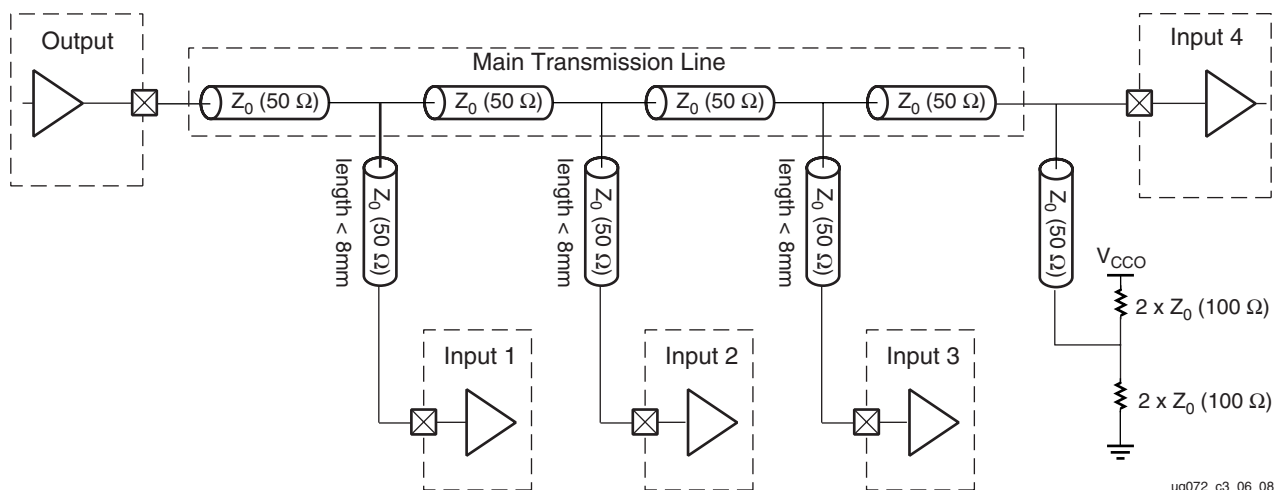 Output
Main Transmission Line
Input 4
Z₀ (50 Ω)
Z₀ (50 Ω)
Z₀ (50 Ω)
Z₀ (50 Ω)
length < 8mm
Z₀ (50 Ω)
length < 8mm
Z₀ (50 Ω)
length < 8mm
Z₀ (50 Ω)
Z₀ (50 Ω)
V_CCO
2 x Z₀ (100 Ω)
Input 1
Input 2
Input 3
2 x Z₀ (100 Ω)
ug072_c3_06_08